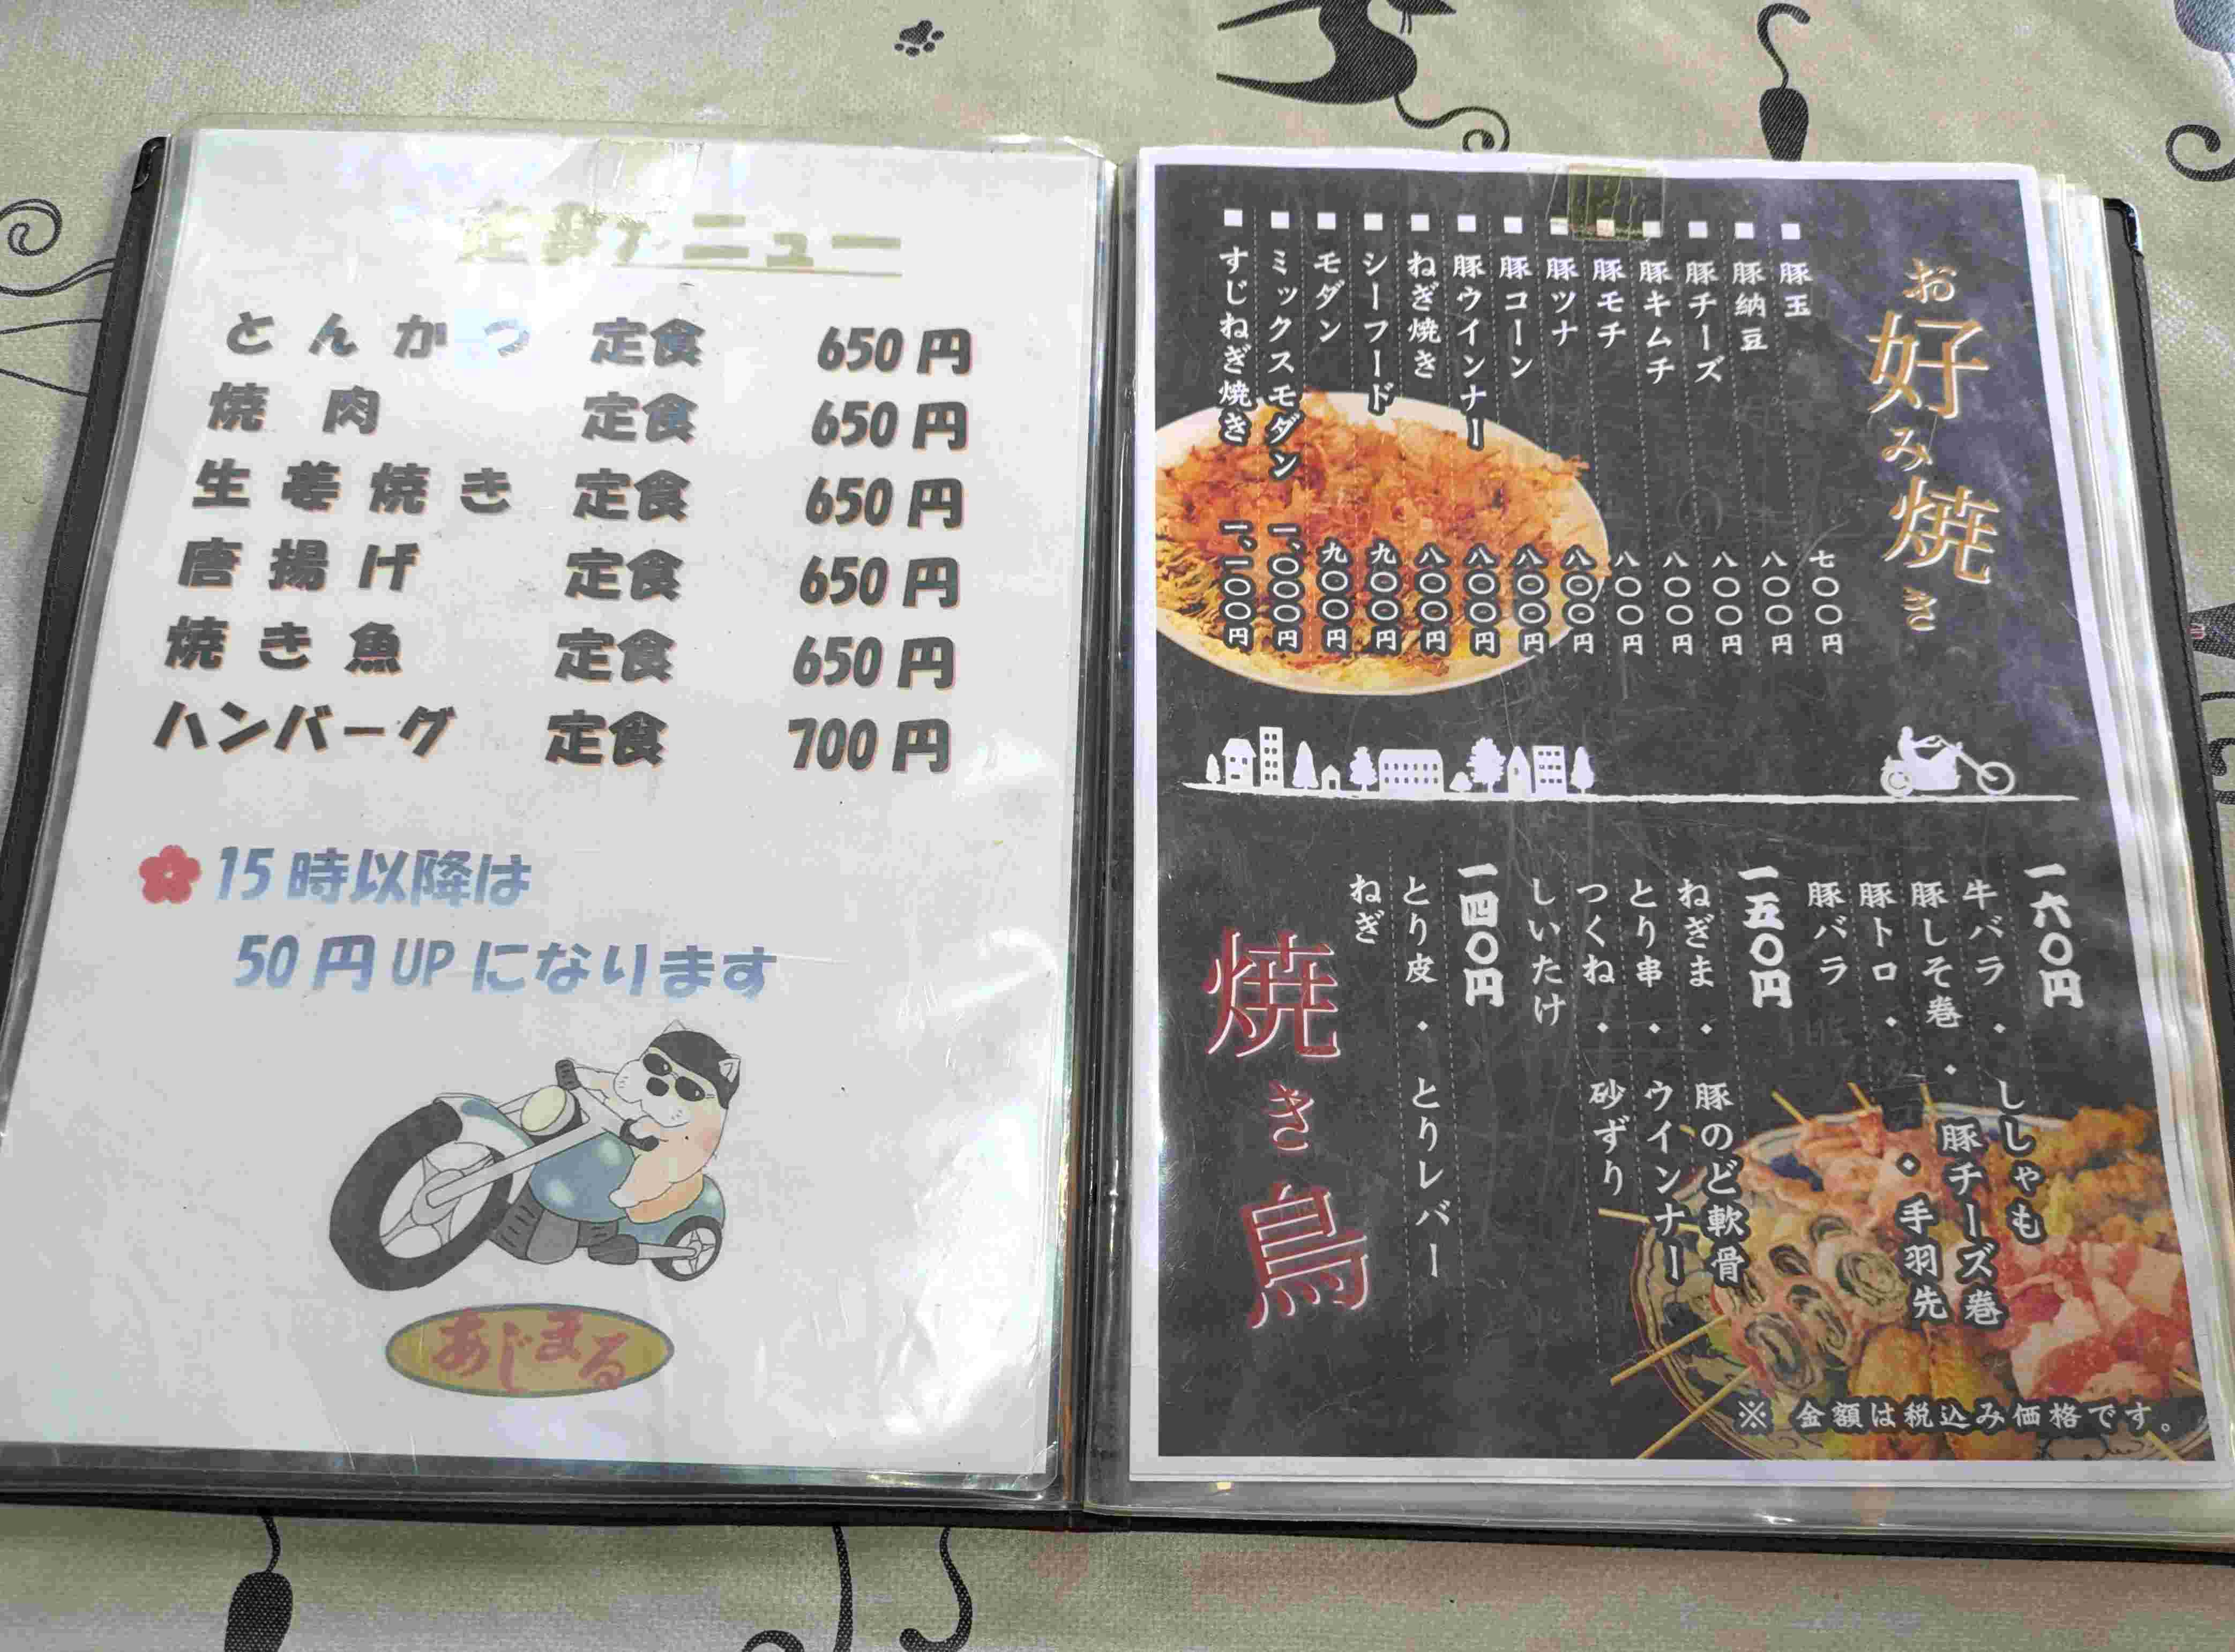 定食メニュー
とんかつ 定食 650円
焼肉 定食 650円
生姜焼き 定食 650円
唐揚げ 定食 650円
焼き魚 定食 650円
ハンバーグ 定食 700円
15時以降は
50円UPになります
あじまる
お好み焼き
■豚玉 七〇〇円
■豚納豆 八〇〇円
■豚チーズ 八〇〇円
■豚キムチ 八〇〇円
■豚モチ 八〇〇円
■豚ツナ 八〇〇円
■豚コーン 八〇〇円
■豚ウインナー 八〇〇円
■ねぎ焼き 八〇〇円
■シーフード 九〇〇円
■モダン 九〇〇円
■ミックスモダン 一、〇〇〇円
■すじねぎ焼き 一、一〇〇円
一六〇円
牛バラ・ししゃも
豚しそ巻・豚チーズ巻
豚トロ・手羽先
豚バラ
一五〇円
ねぎま・豚のど軟骨
とり串・ウインナー
つくね・砂ずり
しいたけ
一四〇円
とり皮・とりレバー
ねぎ
焼き鳥
※ 金額は税込み価格です。